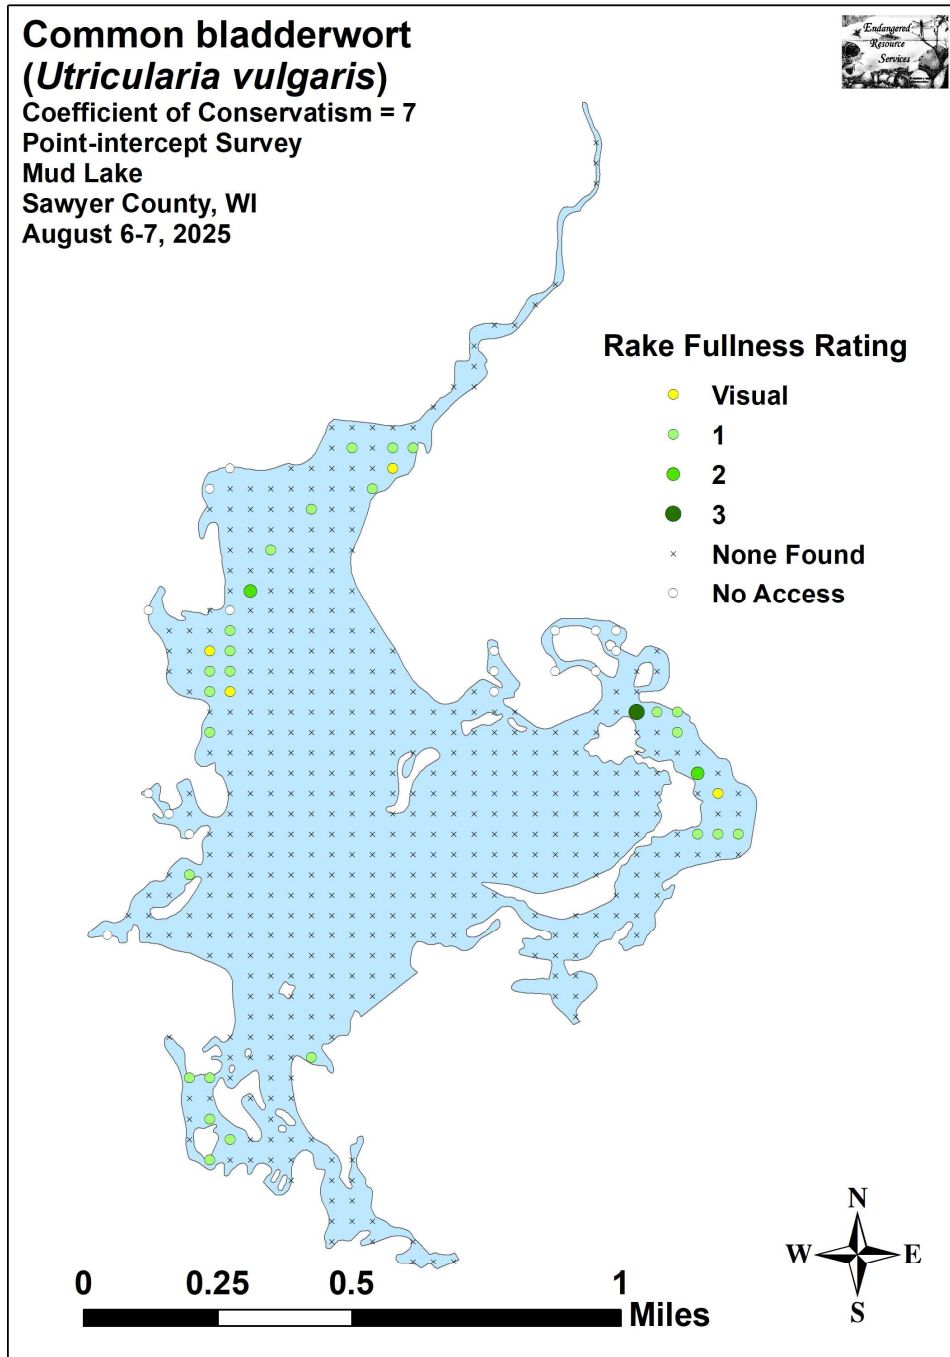 Common bladderwort
(Utricularia vulgaris)
Coefficient of Conservatism = 7
Point-intercept Survey
Mud Lake
Sawyer County, WI
August 6-7, 2025
Endangered
Resource
Services
Rake Fullness Rating
Visual
1
2
3
None Found
No Access
N
W E
S
0 0.25 0.5 1
Miles